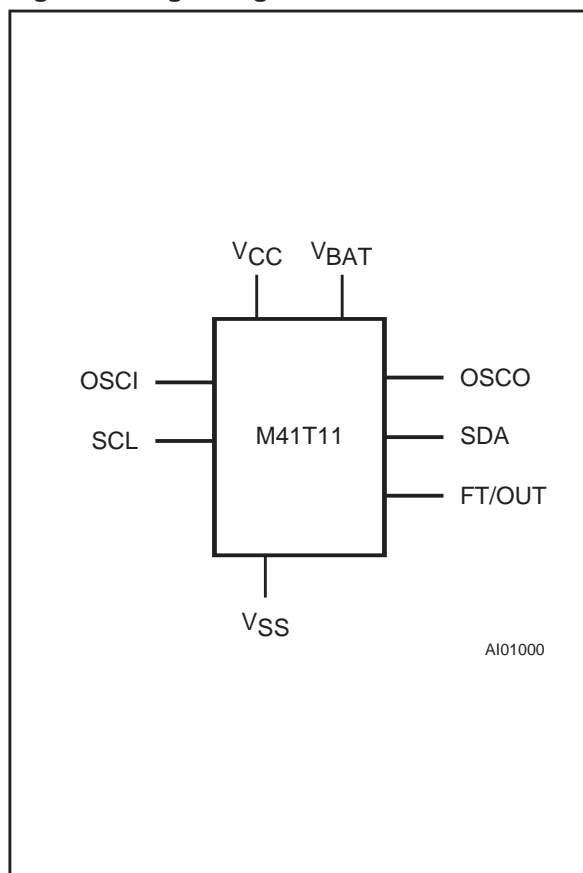 VCC VBAT
OSCI OSCO
SCL M41T11 SDA
FT/OUT
VSS
AI01000